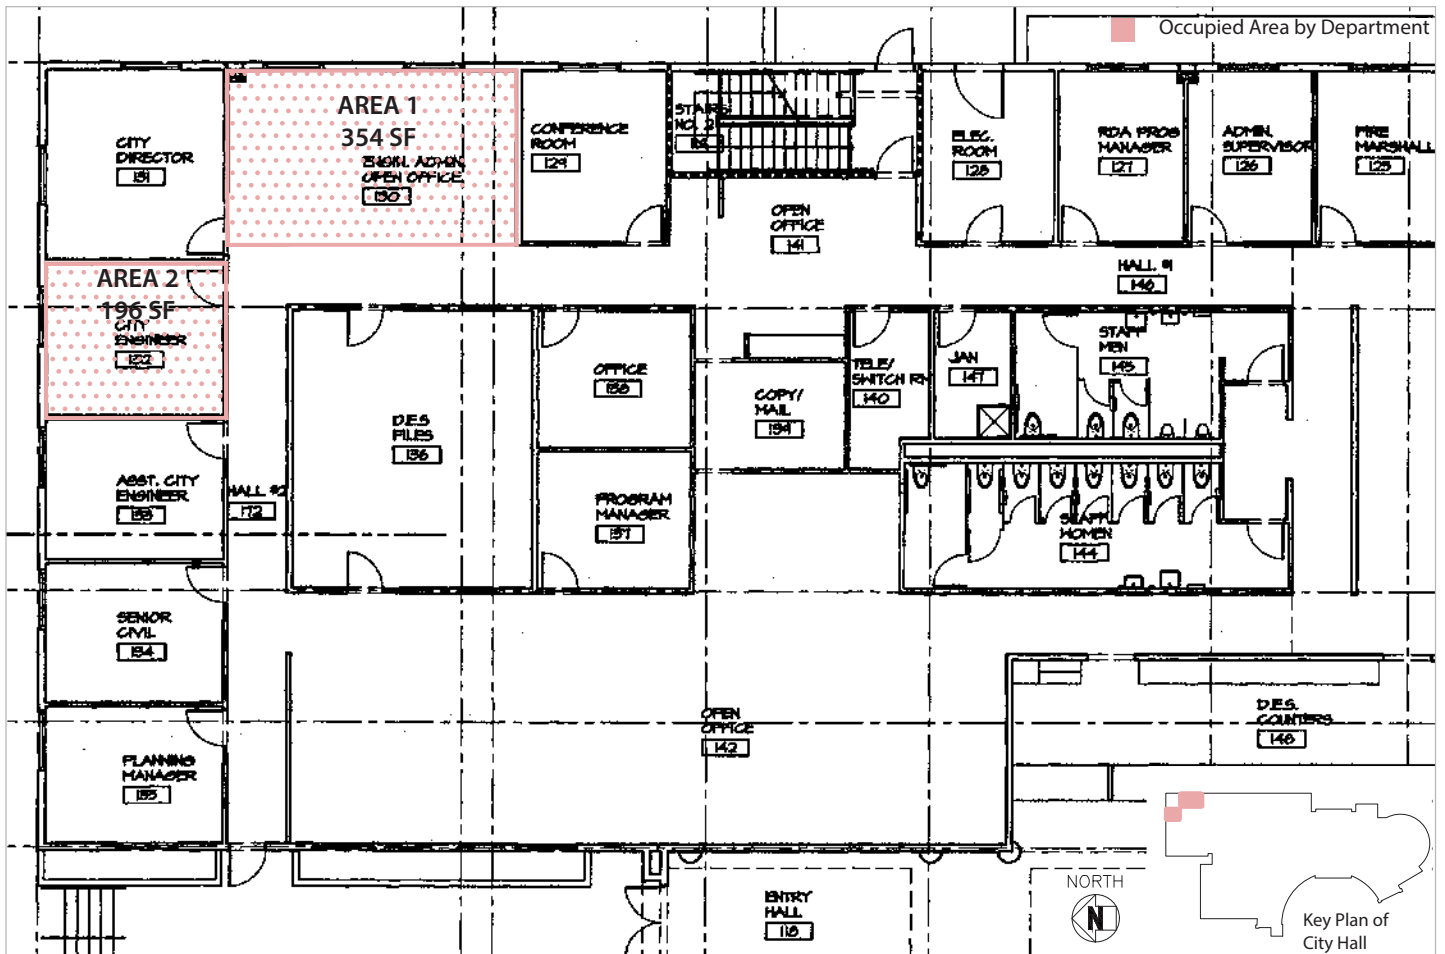 Occupied Area by Department
AREA 1
354 SF
ENGIN. ADMIN.
OPEN OFFICE
130
CITY
DIRECTOR
131
CONFERENCE
ROOM
129
STAIRS
NO. 2
ELEC.
ROOM
128
RDA PROG
MANAGER
127
ADMIN.
SUPERVISOR
126
FIRE
MARSHALL
125
OPEN
OFFICE
141
HALL #1
146
AREA 2
196 SF
CITY
ENGINEER
132
OFFICE
138
COPY/
MAIL
139
TELE/
SWITCH RM
140
JAN
147
STAFF
MEN
145
D.E.S
FILES
136
ASST. CITY
ENGINEER
133
HALL #2
172
PROGRAM
MANAGER
137
STAFF
WOMEN
144
SENIOR
CIVIL
134
OPEN
OFFICE
142
D.E.S.
COUNTERS
148
PLANNING
MANAGER
135
ENTRY
HALL
118
NORTH
N
Key Plan of
City Hall